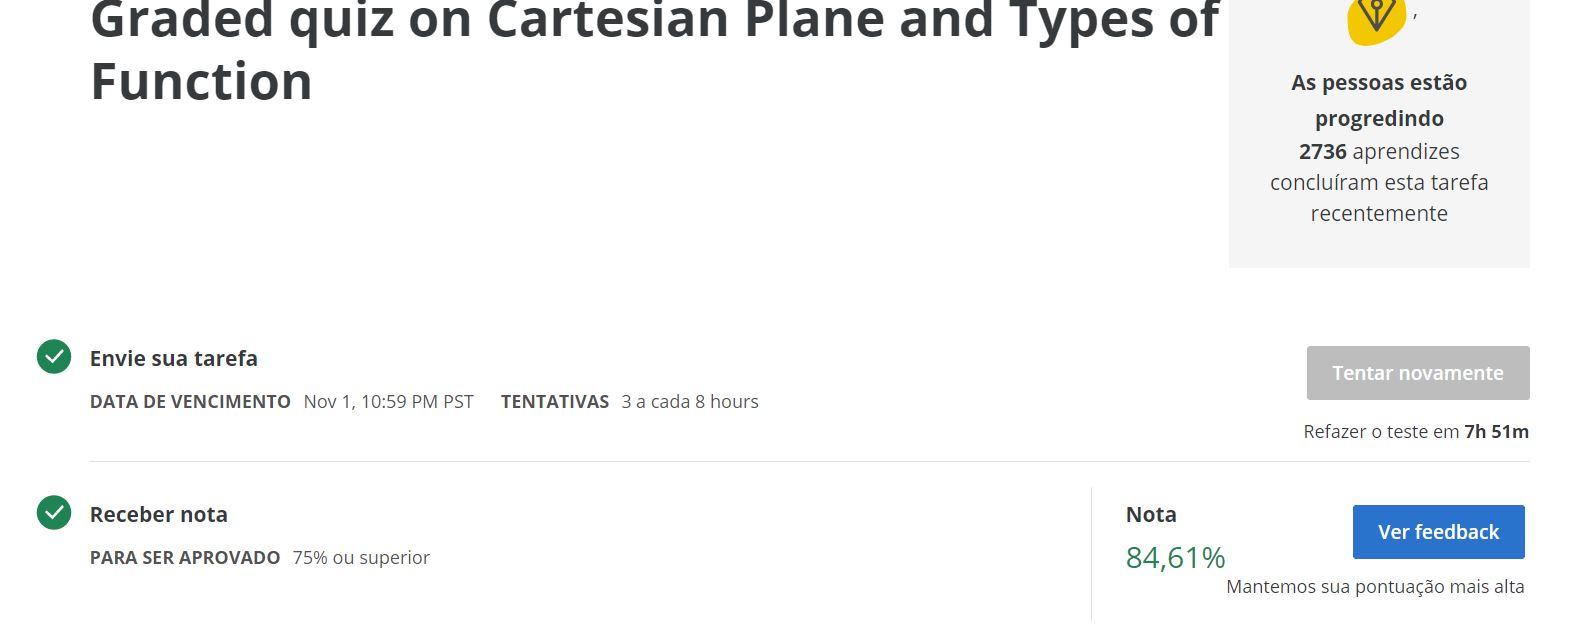 Graded quiz on Cartesian Plane and Types of
Function
As pessoas estão
progredindo
2736 aprendizes
concluíram esta tarefa
recentemente
Envie sua tarefa
DATA DE VENCIMENTO Nov 1, 10:59 PM PST TENTATIVAS 3 a cada 8 hours
Tentar novamente
Refazer o teste em 7h 51m
Receber nota
PARA SER APROVADO 75% ou superior
Nota
84,61%
Ver feedback
Mantemos sua pontuação mais alta